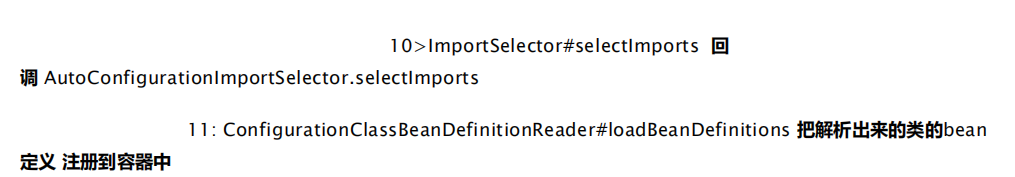 10>ImportSelector#selectImports 回
调 AutoConfigurationImportSelector.selectImports
11: ConfigurationClassBeanDefinitionReader#loadBeanDefinitions 把解析出来的类的bean
定义 注册到容器中